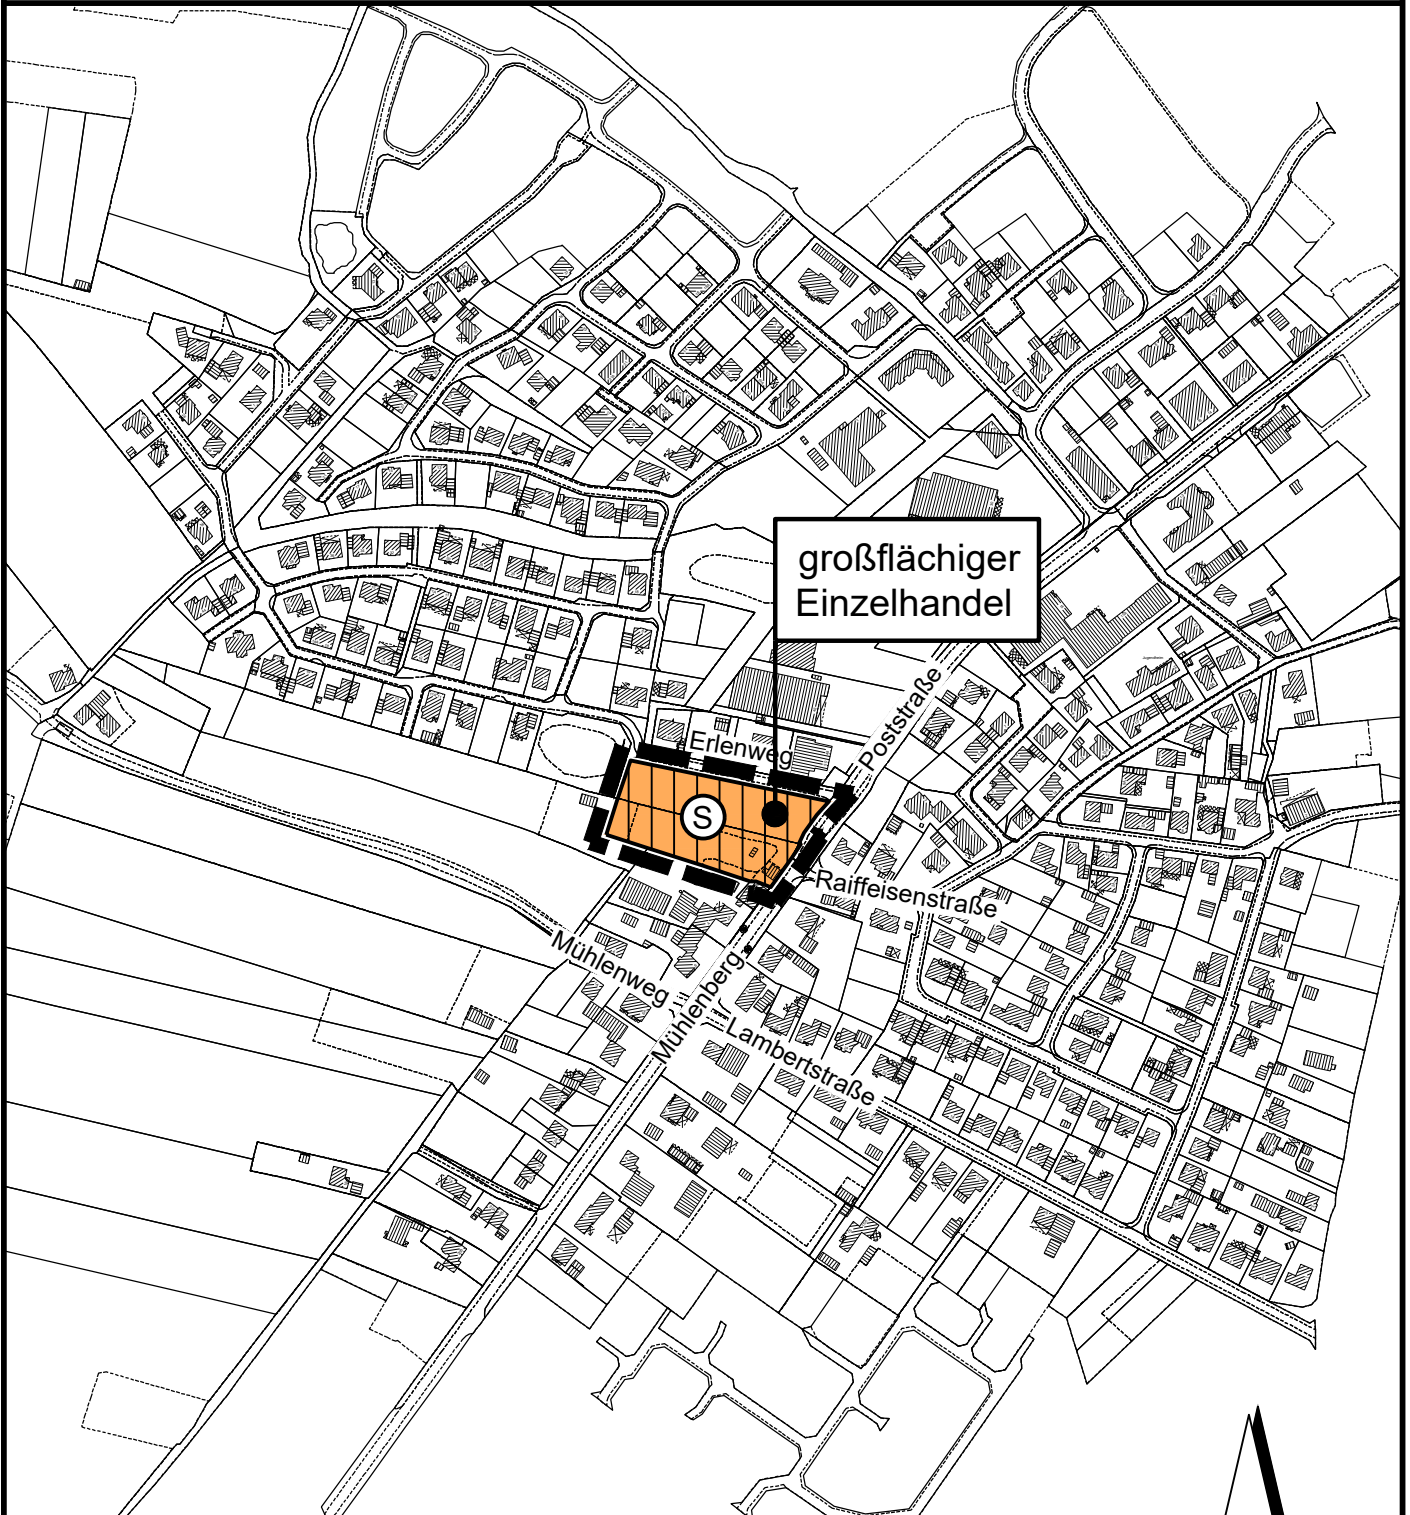 großflächiger
Einzelhandel
Poststraße
Erlenweg
S
Raiffeisenstraße
Mühlenweg
Mühlenberg
Lambertstraße